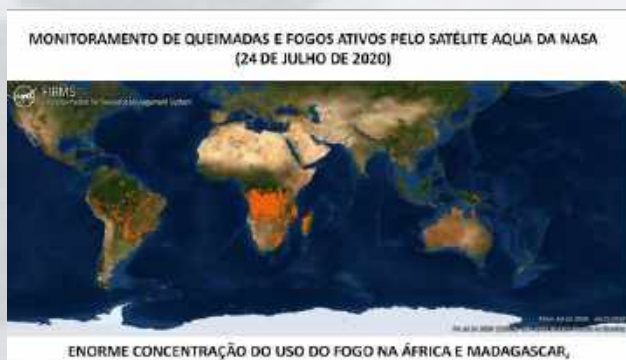 MONITORAMENTO DE QUEIMADAS E FOGOS ATIVOS PELO SATÉLITE AQUA DA NASA
(24 DE JULHO DE 2020)
FIRMS
ENORME CONCENTRAÇÃO DO USO DO FOGO NA ÁFRICA E MADAGASCAR,